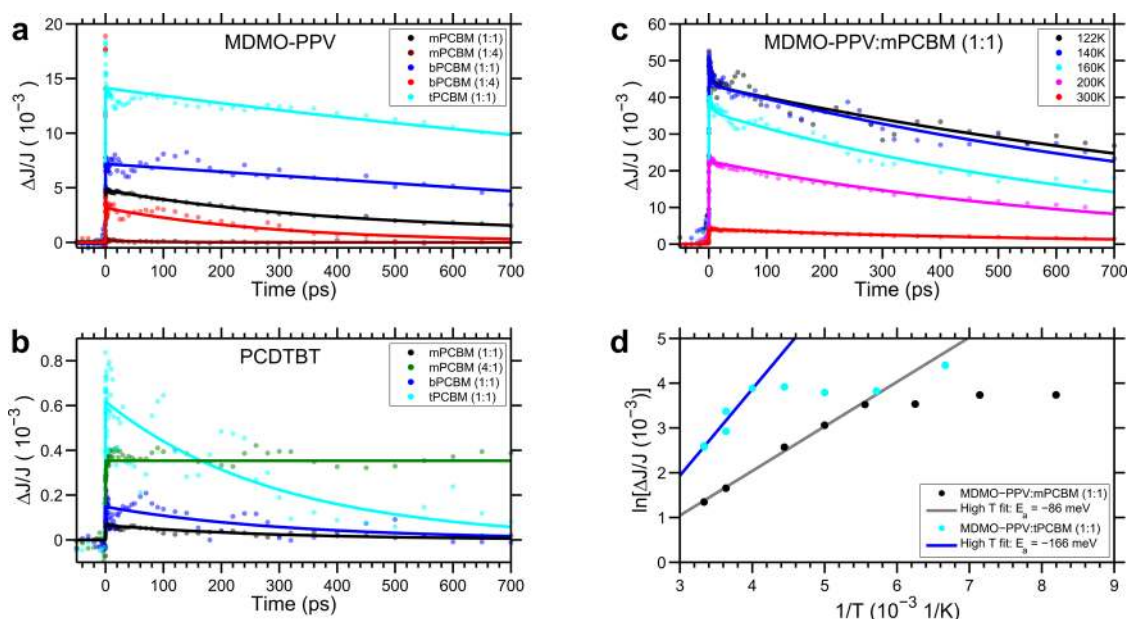 a
MDMO-PPV
mPCBM (1:1)
mPCBM (1:4)
bPCBM (1:1)
bPCBM (1:4)
tPCBM (1:1)
20
15
10
5
0
ΔJ/J (10⁻³)
0 100 200 300 400 500 600 700
Time (ps)
c
MDMO-PPV:mPCBM (1:1)
122K
140K
160K
200K
300K
60
50
40
30
20
10
0
ΔJ/J (10⁻³)
0 100 200 300 400 500 600 700
Time (ps)
b
PCDTBT
mPCBM (1:1)
mPCBM (4:1)
bPCBM (1:1)
tPCBM (1:1)
0.8
0.6
0.4
0.2
0
ΔJ/J (10⁻³)
0 100 200 300 400 500 600 700
Time (ps)
d
5
4
3
2
1
0
ln[ΔJ/J (10⁻³)]
MDMO−PPV:mPCBM (1:1)
High T fit: Eₐ = −86 meV
MDMO−PPV:tPCBM (1:1)
High T fit: Eₐ = −166 meV
3 4 5 6 7 8 9
1/T (10⁻³ 1/K)